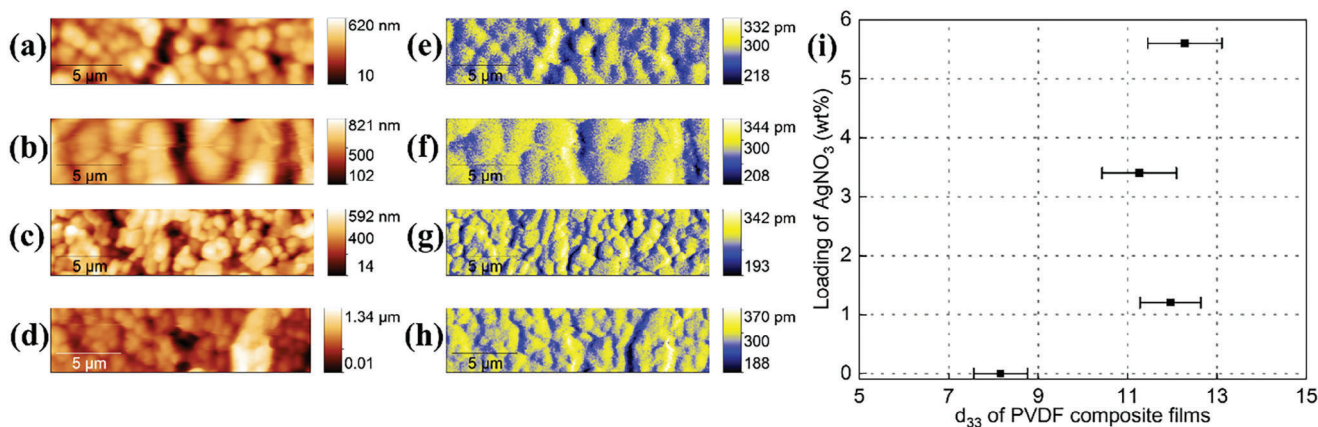 (a)
5 µm
620 nm
10
(e)
5 µm
332 pm
300
218
(b)
5 µm
821 nm
500
102
(f)
5 µm
344 pm
300
208
(c)
5 µm
592 nm
400
14
(g)
5 µm
342 pm
193
(d)
5 µm
1.34 µm
0.01
(h)
5 µm
370 pm
300
188
(i)
Loading of AgNO₃ (wt%)
6
5
4
3
2
1
0
5 7 9 11 13 15
d₃₃ of PVDF composite films